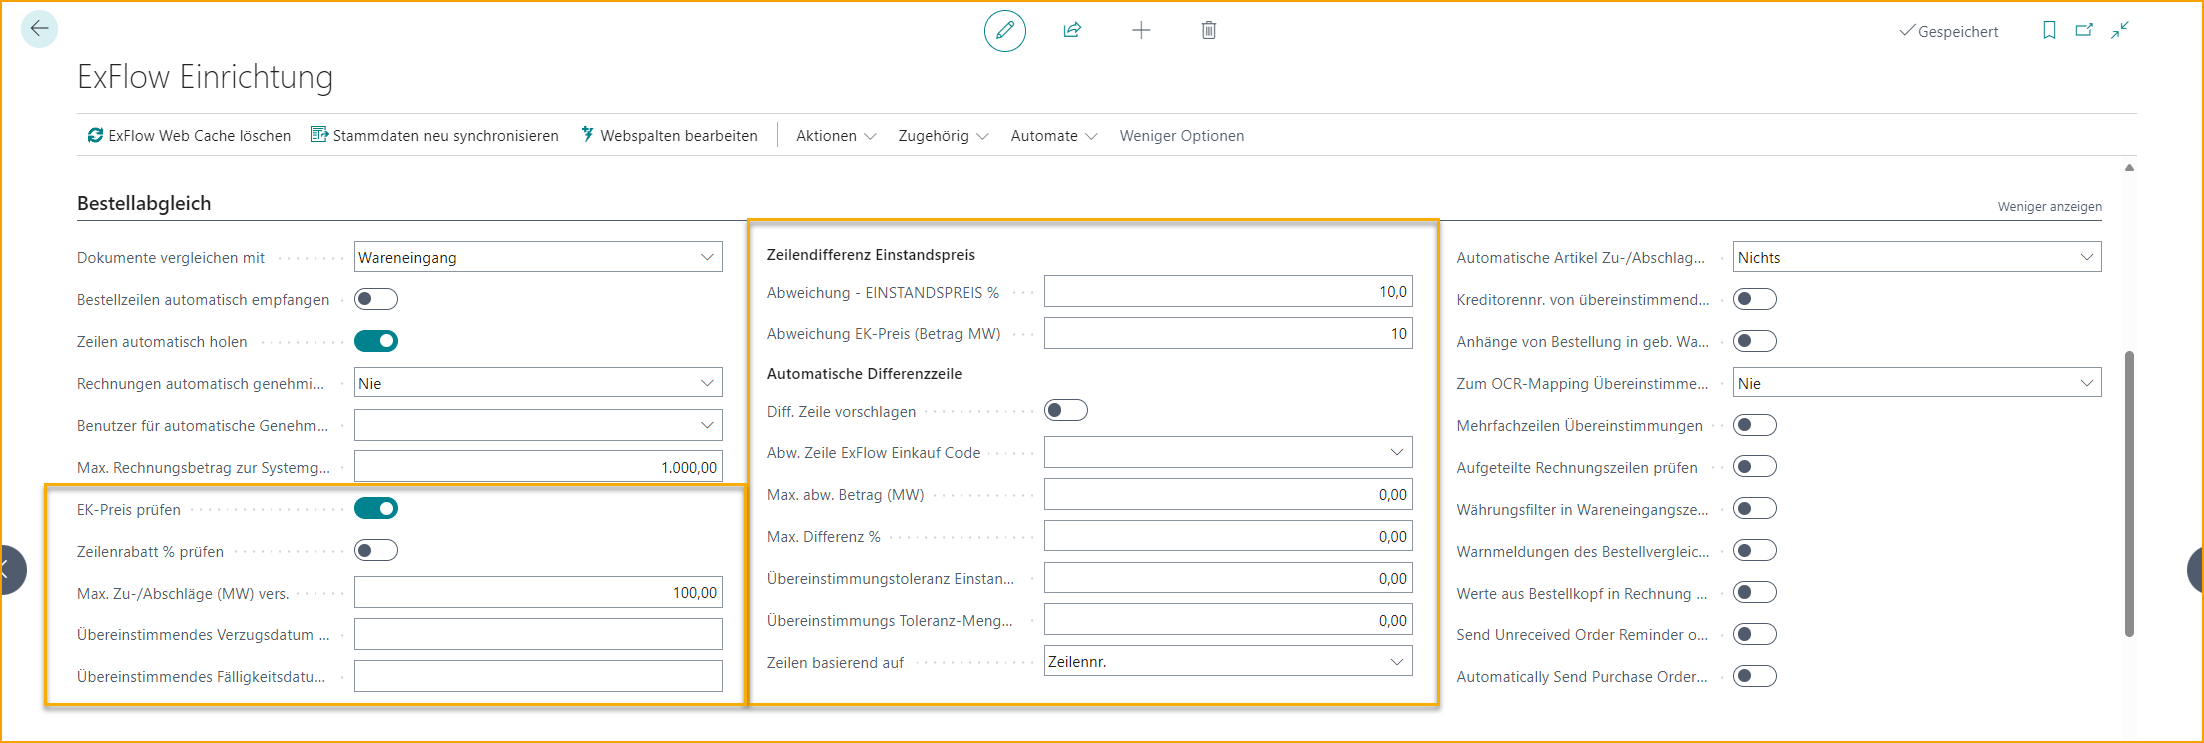 Gespeichert
ExFlow Einrichtung
ExFlow Web Cache löschen Stammdaten neu synchronisieren Webspalten bearbeiten Aktionen Zugehörig Automate Weniger Optionen
Bestellabgleich
Weniger anzeigen
Dokumente vergleichen mit Wareneingang
Bestellzeilen automatisch empfangen
Zeilen automatisch holen
Rechnungen automatisch genehmi... Nie
Benutzer für automatische Genehm...
Max. Rechnungsbetrag zur Systemg... 1.000,00
EK-Preis prüfen
Zeilenrabatt % prüfen
Max. Zu-/Abschläge (MW) vers. 100,00
Übereinstimmendes Verzugsdatum ...
Übereinstimmendes Fälligkeitsdatu...
Zeilendifferenz Einstandspreis
Abweichung - EINSTANDSPREIS % 10,0
Abweichung EK-Preis (Betrag MW) 10
Automatische Differenzzeile
Diff. Zeile vorschlagen
Abw. Zeile ExFlow Einkauf Code
Max. abw. Betrag (MW) 0,00
Max. Differenz % 0,00
Übereinstimmungstoleranz Einstan... 0,00
Übereinstimmungs Toleranz-Meng... 0,00
Zeilen basierend auf Zeilennr.
Automatische Artikel Zu-/Abschlag... Nichts
Kreditorennr. von übereinstimmend...
Anhänge von Bestellung in geb. Wa...
Zum OCR-Mapping Übereinstimme... Nie
Mehrfachzeilen Übereinstimmungen
Aufgeteilte Rechnungszeilen prüfen
Währungsfilter in Wareneingangsze...
Warnmeldungen des Bestellvergleic...
Werte aus Bestellkopf in Rechnung ...
Send Unreceived Order Reminder o...
Automatically Send Purchase Order...